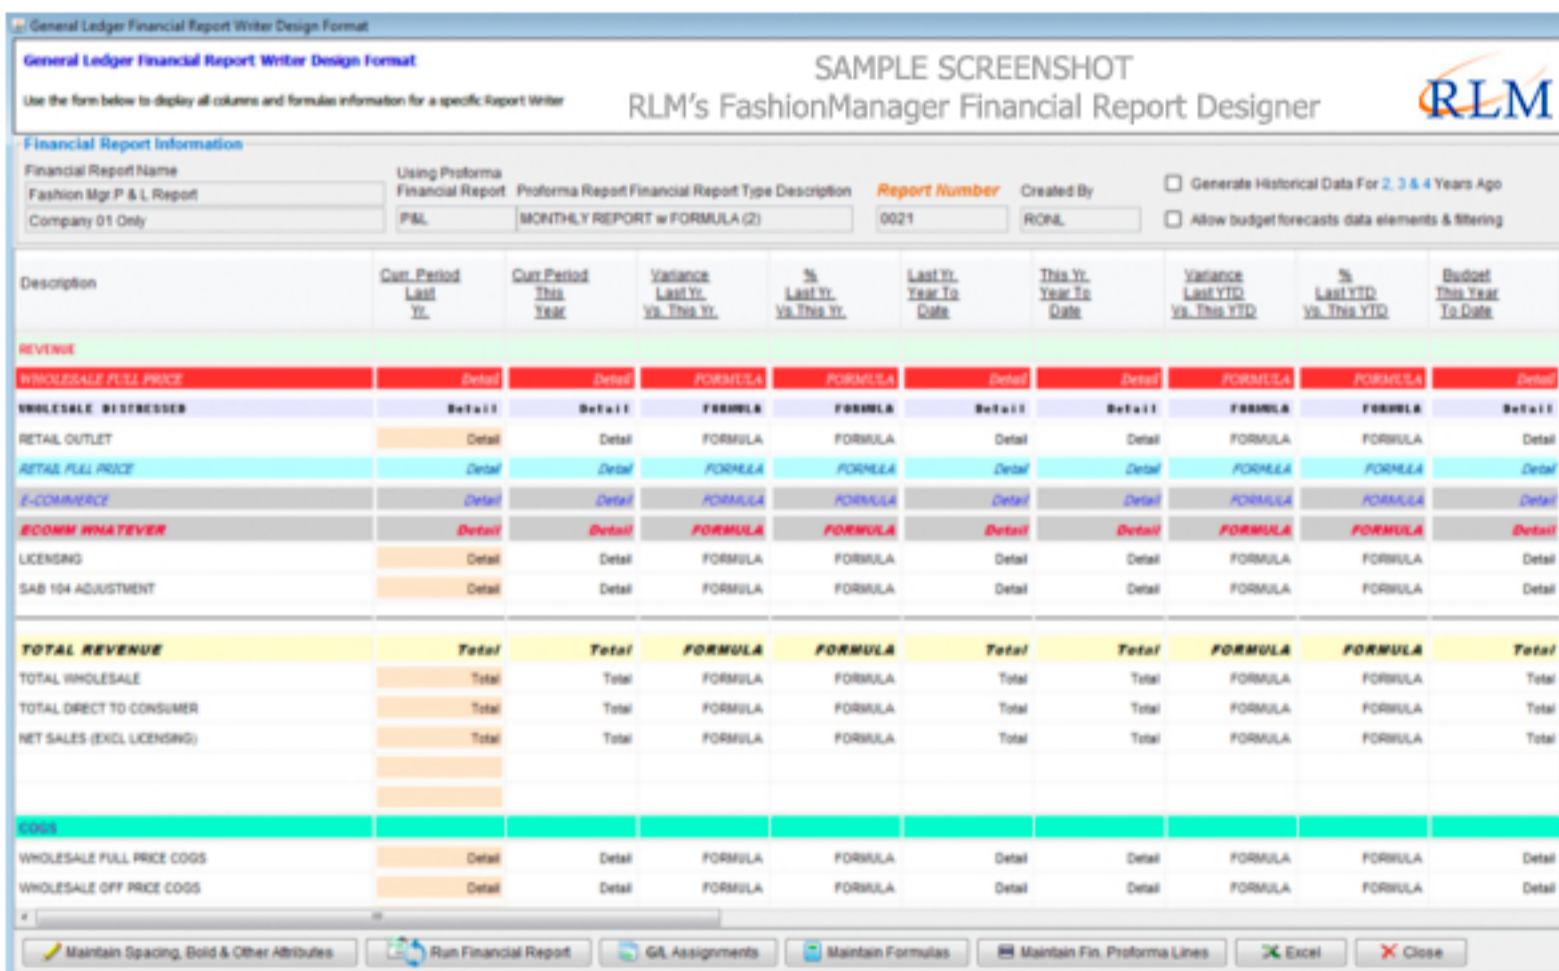 General Ledger Financial Report Writer Design Format
General Ledger Financial Report Writer Design Format
Use the form below to display all columns and formulas information for a specific Report Writer
SAMPLE SCREENSHOT
RLM's FashionManager Financial Report Designer
RLM
Financial Report Information
Financial Report Name
Fashion Mgr P & L Report
Company 01 Only
Using Proforma
Financial Report
P&L
Proforma Report Financial Report Type Description
MONTHLY REPORT w FORMULA (2)
Report Number
0021
Created By
RONL
Generate Historical Data For 2, 3 & 4 Years Ago
Allow budget forecasts data elements & filtering
Description
Curr. Period
Last
Yr.
Curr Period
This
Year
Variance
Last Yr.
Vs. This Yr.
%
Last Yr.
Vs. This Yr.
Last Yr.
Year To
Date
This Yr.
Year To
Date
Variance
Last YTD
Vs. This YTD
%
Last YTD
Vs. This YTD
Budget
This Year
To Date
REVENUE
WHOLESALE FULL PRICE Detail Detail FORMULA FORMULA Detail Detail FORMULA FORMULA Detail
WHOLESALE DISTRESSED Detail Detail FORMULA FORMULA Detail Detail FORMULA FORMULA Detail
RETAIL OUTLET Detail Detail FORMULA FORMULA Detail Detail FORMULA FORMULA Detail
RETAIL FULL PRICE Detail Detail FORMULA FORMULA Detail Detail FORMULA FORMULA Detail
E-COMMERCE Detail Detail FORMULA FORMULA Detail Detail FORMULA FORMULA Detail
ECOMM WHATEVER Detail Detail FORMULA FORMULA Detail Detail FORMULA FORMULA Detail
LICENSING Detail Detail FORMULA FORMULA Detail Detail FORMULA FORMULA Detail
SAB 104 ADJUSTMENT Detail Detail FORMULA FORMULA Detail Detail FORMULA FORMULA Detail
TOTAL REVENUE Total Total FORMULA FORMULA Total Total FORMULA FORMULA Total
TOTAL WHOLESALE Total Total FORMULA FORMULA Total Total FORMULA FORMULA Total
TOTAL DIRECT TO CONSUMER Total Total FORMULA FORMULA Total Total FORMULA FORMULA Total
NET SALES (EXCL LICENSING) Total Total FORMULA FORMULA Total Total FORMULA FORMULA Total
COGS
WHOLESALE FULL PRICE COGS Detail Detail FORMULA FORMULA Detail Detail FORMULA FORMULA Detail
WHOLESALE OFF PRICE COGS Detail Detail FORMULA FORMULA Detail Detail FORMULA FORMULA Detail
Maintain Spacing, Bold & Other Attributes
Run Financial Report
G/L Assignments
Maintain Formulas
Maintain Fin. Proforma Lines
Excel
Close